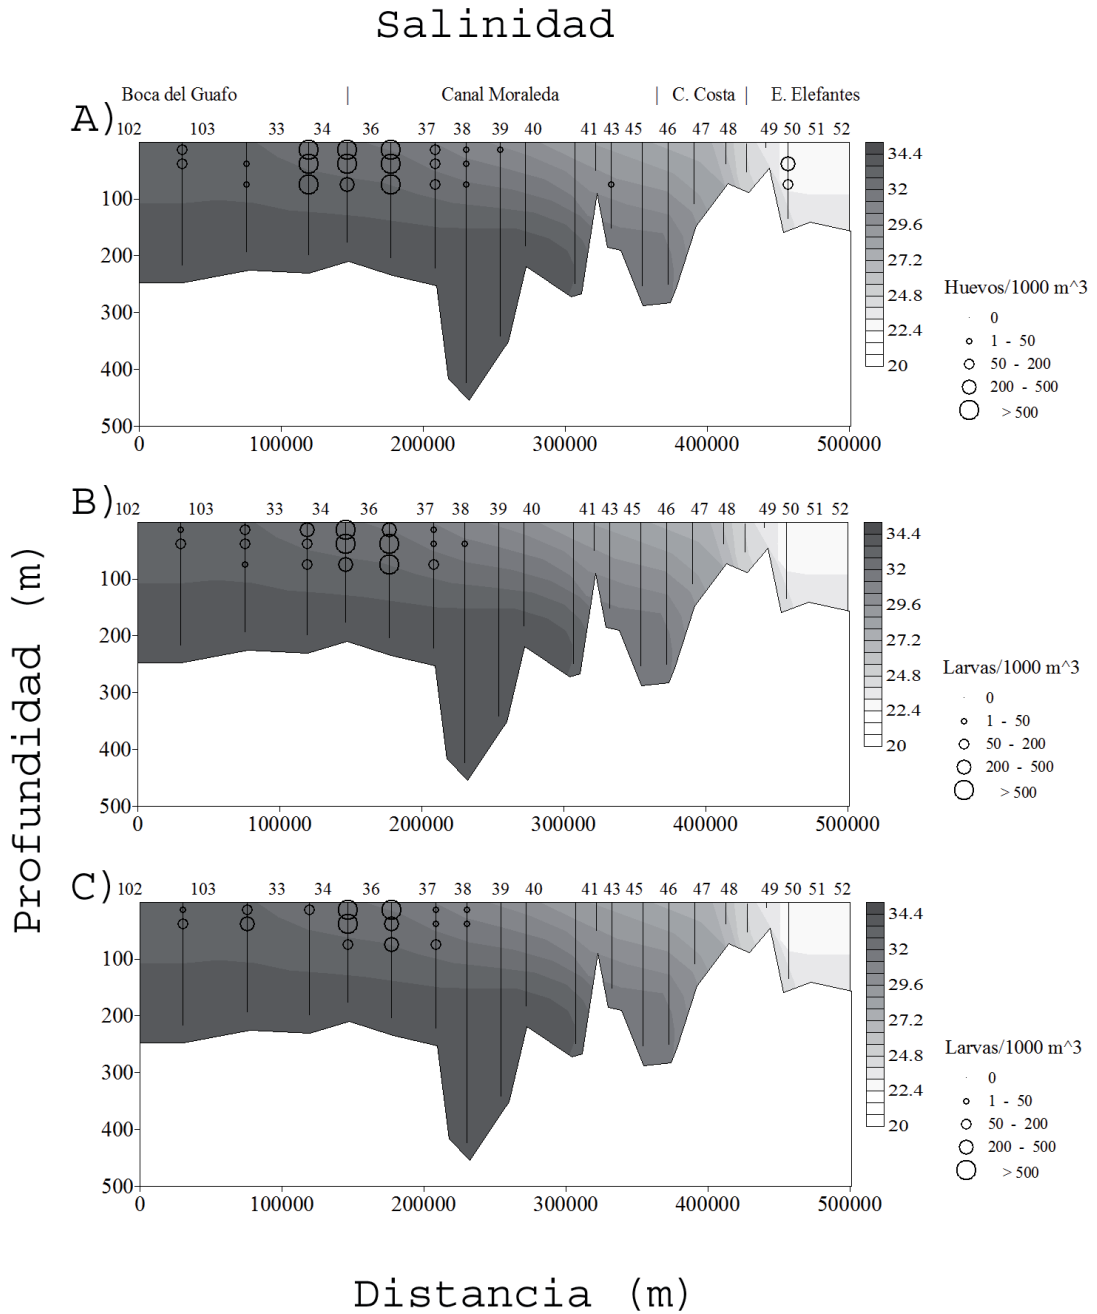 Salinidad
Boca del Guafo | Canal Moraleda | C. Costa | E. Elefantes
A)
102 103 33 34 36 37 38 39 40 41 43 45 46 47 48 49 50 51 52
100
200
300
400
500
0 100000 200000 300000 400000 500000
34.4
32
29.6
27.2
24.8
22.4
20
Huevos/1000 m^3
0
1 - 50
50 - 200
200 - 500
> 500
B)
102 103 33 34 36 37 38 39 40 41 43 45 46 47 48 49 50 51 52
100
200
300
400
500
0 100000 200000 300000 400000 500000
34.4
32
29.6
27.2
24.8
22.4
20
Larvas/1000 m^3
0
1 - 50
50 - 200
200 - 500
> 500
C)
102 103 33 34 36 37 38 39 40 41 43 45 46 47 48 49 50 51 52
100
200
300
400
500
0 100000 200000 300000 400000 500000
34.4
32
29.6
27.2
24.8
22.4
20
Larvas/1000 m^3
0
1 - 50
50 - 200
200 - 500
> 500
Profundidad (m)
Distancia (m)